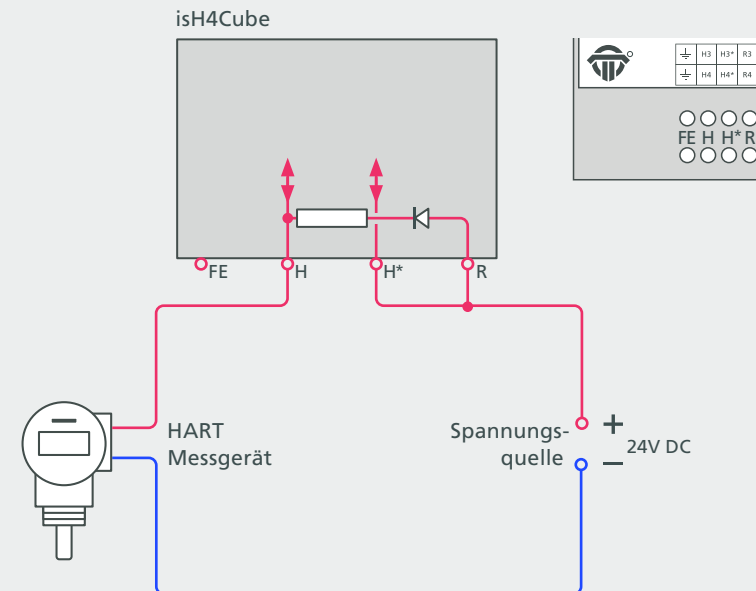 isH4Cube
H3 H3* R3
H4 H4* R4
FE H H* R
FE H H* R
HART
Messgerät
Spannungs-
quelle
+
24V DC
−